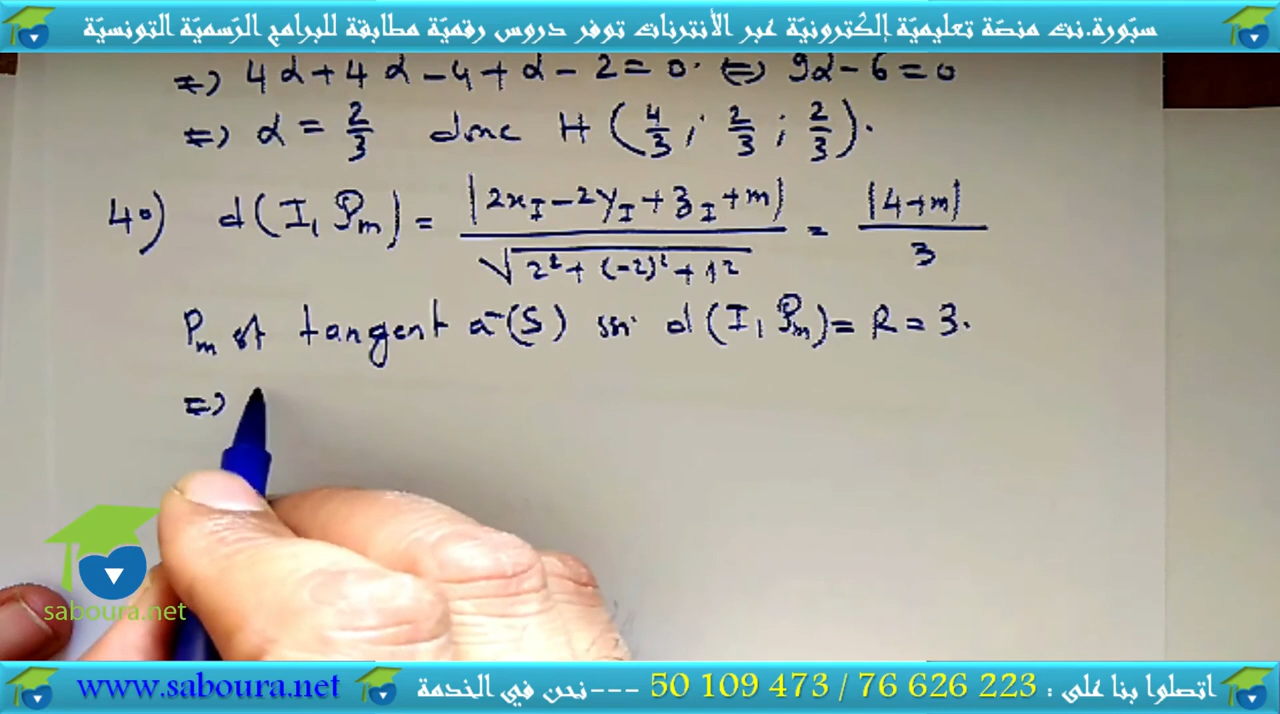 سبّورة.نت منصّة تعليميّة إلكترونيّة عبر الأنترنات توفر دروس رقميّة مطابقة للبرامج الرّسميّة التونسيّة
⇔ 4α + 4α - 4 + α - 2 = 0. ⇔ 9α - 6 = 0
⇔ α = 2/3 donc H (4/3 ; 2/3 ; 2/3).
4°) d(I, 𝒫m) = |2x_I - 2y_I + z_I + m| / √(2² + (-2)² + 1²) = |4+m| / 3
Pm est tangent à (S) ssi d(I, 𝒫m) = R = 3.
⇔
saboura.net
www.saboura.net اتصلوا بنا على : 50 109 473 / 76 626 223 ---نحن في الخدمة